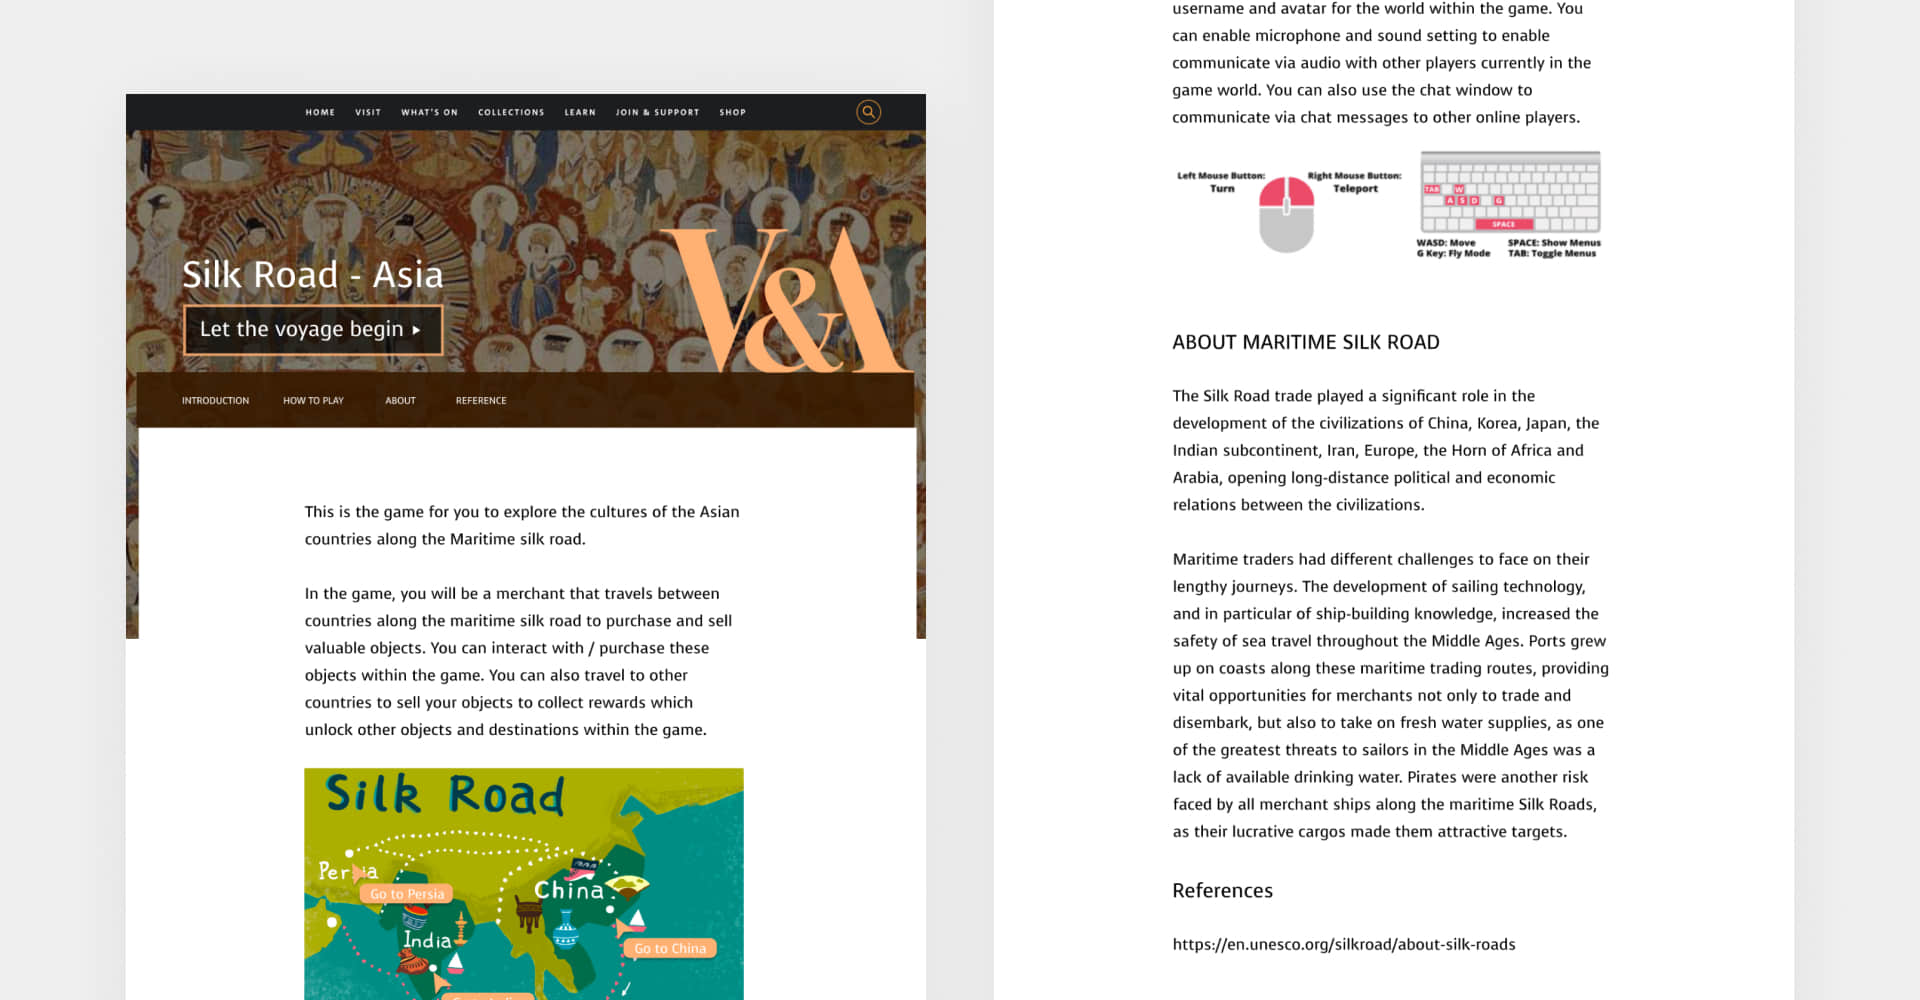 HOME VISIT WHAT'S ON COLLECTIONS LEARN JOIN & SUPPORT SHOP
Silk Road - Asia
Let the voyage begin
V&A
INTRODUCTION HOW TO PLAY ABOUT REFERENCE
This is the game for you to explore the cultures of the Asian
countries along the Maritime silk road.
In the game, you will be a merchant that travels between
countries along the maritime silk road to purchase and sell
valuable objects. You can interact with / purchase these
objects within the game. You can also travel to other
countries to sell your objects to collect rewards which
unlock other objects and destinations within the game.
Silk Road
Persia
Go to Persia
China
India
Go to China
username and avatar for the world within the game. You
can enable microphone and sound setting to enable
communicate via audio with other players currently in the
game world. You can also use the chat window to
communicate via chat messages to other online players.
Left Mouse Button:
Turn
Right Mouse Button:
Teleport
TAB W
A S D G
SPACE
WASD: Move
G Key: Fly Mode
SPACE: Show Menus
TAB: Toggle Menus
ABOUT MARITIME SILK ROAD
The Silk Road trade played a significant role in the
development of the civilizations of China, Korea, Japan, the
Indian subcontinent, Iran, Europe, the Horn of Africa and
Arabia, opening long-distance political and economic
relations between the civilizations.
Maritime traders had different challenges to face on their
lengthy journeys. The development of sailing technology,
and in particular of ship-building knowledge, increased the
safety of sea travel throughout the Middle Ages. Ports grew
up on coasts along these maritime trading routes, providing
vital opportunities for merchants not only to trade and
disembark, but also to take on fresh water supplies, as one
of the greatest threats to sailors in the Middle Ages was a
lack of available drinking water. Pirates were another risk
faced by all merchant ships along the maritime Silk Roads,
as their lucrative cargos made them attractive targets.
References
https://en.unesco.org/silkroad/about-silk-roads